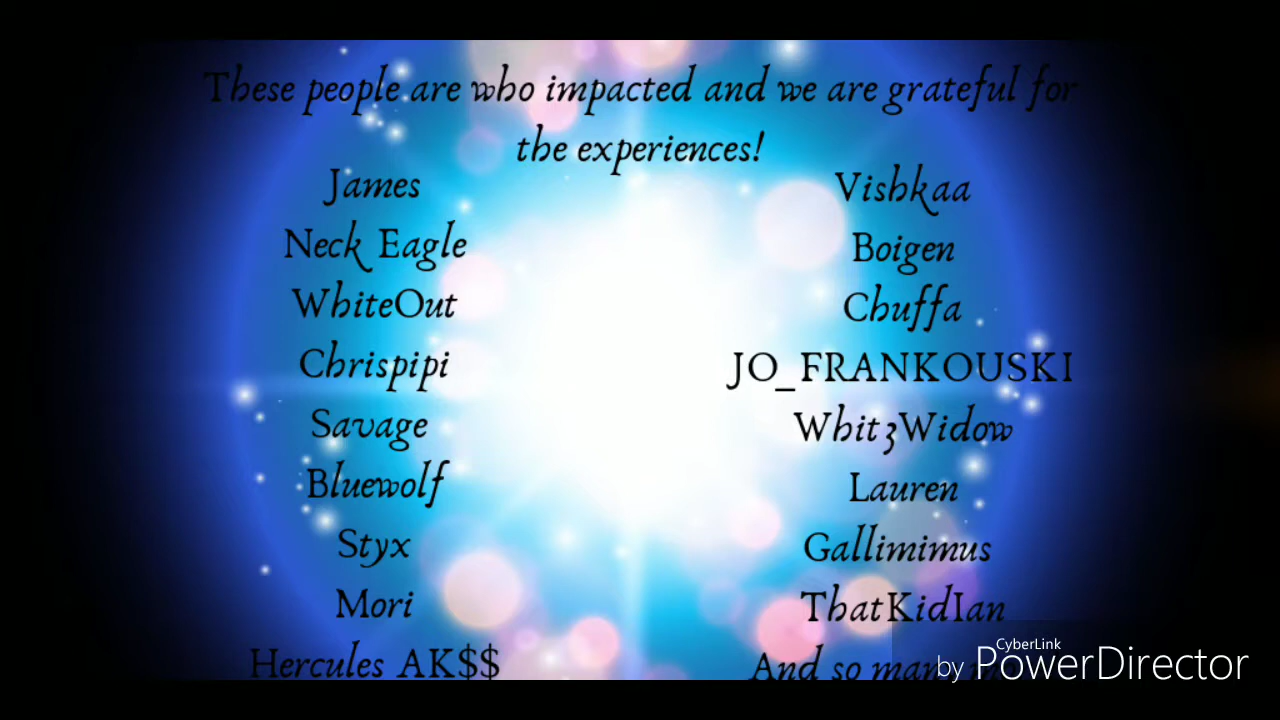 These people are who impacted and we are grateful for
the experiences!
James
Neck Eagle
WhiteOut
Chrispipi
Savage
Bluewolf
Styx
Mori
Hercules AK$$
Vishkaa
Boigen
Chuffa
JO_FRANKOUSKI
Whit3Widow
Lauren
Gallimimus
ThatKidIan
And so many
CyberLink
by PowerDirector